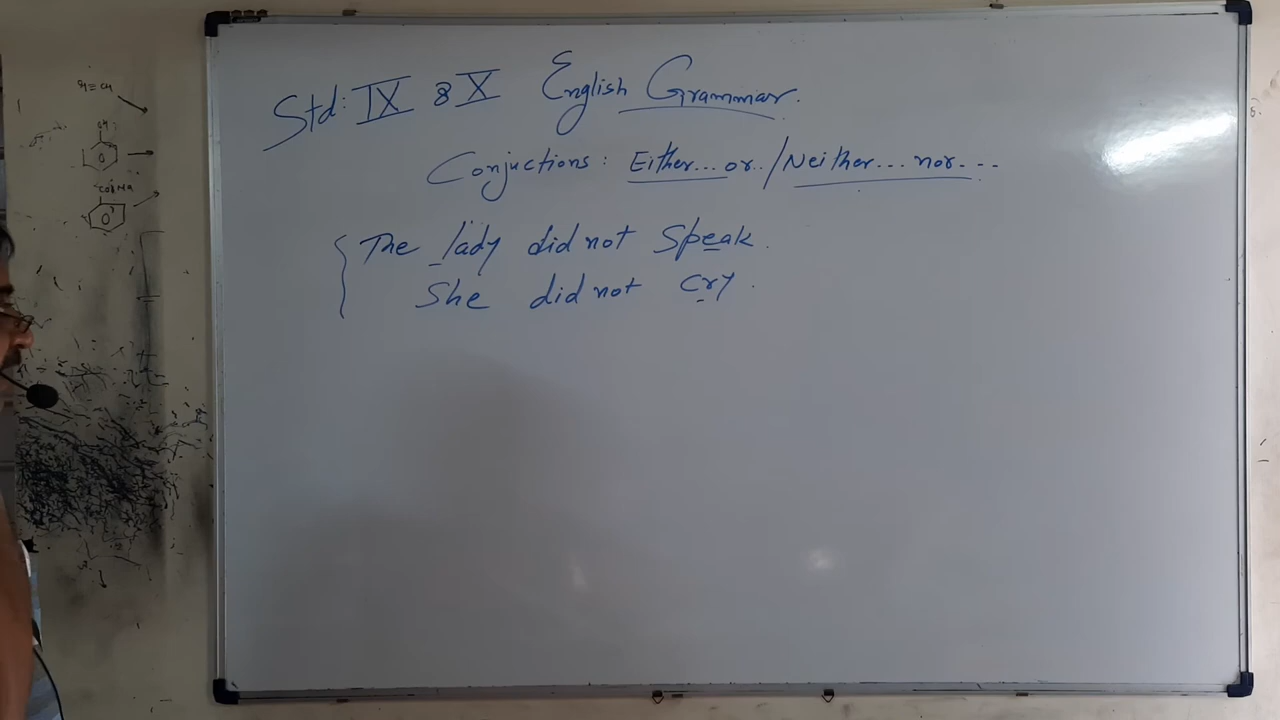 Std: IX & X English Grammar.
Conjuctions: Either...or../Neither...nor...-
The lady did not speak.
She did not cry.